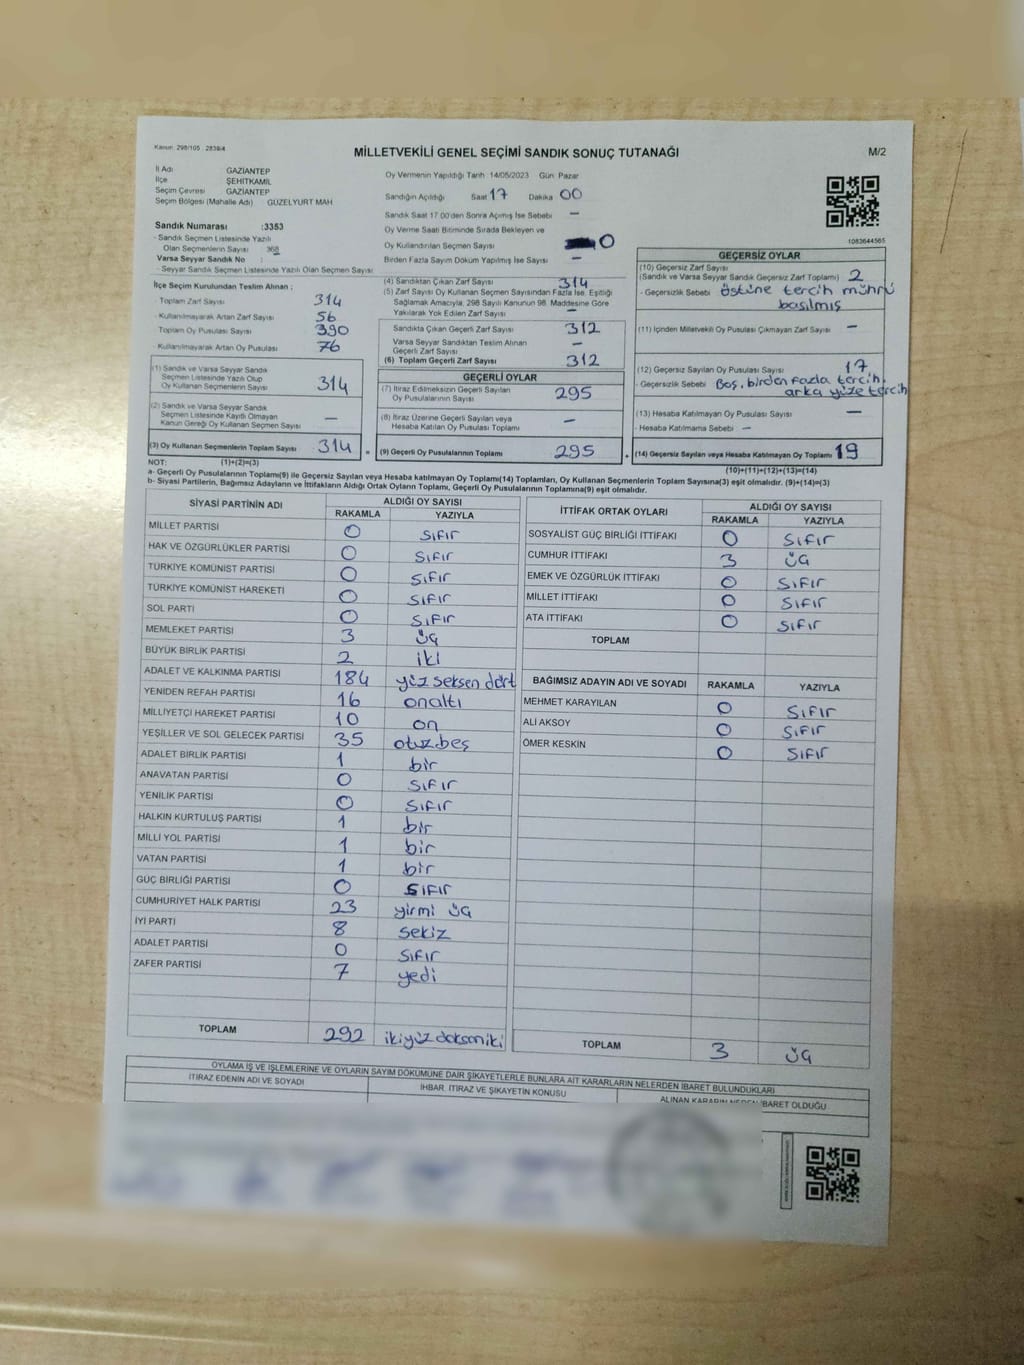 Kanun: 298/105 , 2839/4
MİLLETVEKİLİ GENEL SEÇİMİ SANDIK SONUÇ TUTANAĞI
M/2
İl Adı GAZİANTEP
İlçe ŞEHİTKAMİL
Seçim Çevresi GAZİANTEP
Seçim Bölgesi (Mahalle Adı) GÜZELYURT MAH.
Sandık Numarası :3353
- Sandık Seçmen Listesinde Yazılı
Olan Seçmenlerin Sayısı 368
Varsa Seyyar Sandık No :
- Seyyar Sandık Seçmen Listesinde Yazılı Olan Seçmen Sayısı
İlçe Seçim Kurulundan Teslim Alınan ;
- Toplam Zarf Sayısı 314
- Kullanılmayarak Artan Zarf Sayısı 56
Toplam Oy Pusulası Sayısı 390
- Kullanılmayarak Artan Oy Pusulası 76
(1) Sandık ve Varsa Seyyar Sandık
Seçmen Listesinde Yazılı Olup
Oy Kullanan Seçmenlerin Sayısı 314
(2) Sandık ve Varsa Seyyar Sandık
Seçmen Listesinde Kayıtlı Olmayan
Kanun Gereği Oy Kullanan Seçmen Sayısı —
(3) Oy Kullanan Seçmenlerin Toplam Sayısı 314
Oy Vermenin Yapıldığı Tarih 14/05/2023 Gün Pazar
Sandığın Açıldığı Saat 17 Dakika 00
Sandık Saat 17.00'den Sonra Açılmış İse Sebebi —
Oy Verme Saati Bitiminde Sırada Bekleyen ve
Oy Kullandırılan Seçmen Sayısı 0
Birden Fazla Sayım Döküm Yapılmış İse Sayısı —
(4) Sandıktan Çıkan Zarf Sayısı 314
(5) Zarf Sayısı Oy Kullanan Seçmen Sayısından Fazla İse, Eşitliği
Sağlamak Amacıyla, 298 Sayılı Kanunun 98. Maddesine Göre
Yakılarak Yok Edilen Zarf Sayısı —
Sandıkta Çıkan Geçerli Zarf Sayısı 312
Varsa Seyyar Sandıktan Teslim Alınan
Geçerli Zarf Sayısı —
(6) Toplam Geçerli Zarf Sayısı 312
GEÇERLİ OYLAR
(7) İtiraz Edilmeksizin Geçerli Sayılan
Oy Pusulalarının Sayısı 295
(8) İtiraz Üzerine Geçerli Sayılan veya
Hesaba Katılan Oy Pusulası Toplamı —
= (9) Geçerli Oy Pusulalarının Toplamı 295
1083644565
GEÇERSİZ OYLAR
(10) Geçersiz Zarf Sayısı
(Sandık ve Varsa Seyyar Sandık Geçersiz Zarf Toplamı) 2
- Geçersizlik Sebebi üstüne tercih mührü
basılmış
(11) İçinden Milletvekili Oy Pusulası Çıkmayan Zarf Sayısı —
(12) Geçersiz Sayılan Oy Pusulası Sayısı 17
- Geçersizlik Sebebi Boş, birden fazla tercih,
arka yüze tercih
(13) Hesaba Katılmayan Oy Pusulası Sayısı —
- Hesaba Katılmama Sebebi —
+ (14) Geçersiz Sayılan veya Hesaba Katılmayan Oy Toplamı 19
NOT: (1)+(2)=(3) (10)+(11)+(12)+(13)=(14)
a- Geçerli Oy Pusulalarının Toplamı(9) ile Geçersiz Sayılan veya Hesaba katılmayan Oy Toplamı(14) Toplamları, Oy Kullanan Seçmenlerin Toplam Sayısına(3) eşit olmalıdır. (9)+(14)=(3)
b- Siyasi Partilerin, Bağımsız Adayların ve İttifakların Aldığı Ortak Oyların Toplamı, Geçerli Oy Pusulalarının Toplamına(9) eşit olmalıdır.
SİYASİ PARTİNİN ADI ALDIĞI OY SAYISI
RAKAMLA YAZIYLA
MİLLET PARTİSİ 0 sıfır
HAK VE ÖZGÜRLÜKLER PARTİSİ 0 sıfır
TÜRKİYE KOMÜNİST PARTİSİ 0 sıfır
TÜRKİYE KOMÜNİST HAREKETİ 0 sıfır
SOL PARTİ 0 sıfır
MEMLEKET PARTİSİ 3 üç
BÜYÜK BİRLİK PARTİSİ 2 iki
ADALET VE KALKINMA PARTİSİ 184 yüz seksen dört
YENİDEN REFAH PARTİSİ 16 onaltı
MİLLİYETÇİ HAREKET PARTİSİ 10 on
YEŞİLLER VE SOL GELECEK PARTİSİ 35 otuz beş
ADALET BİRLİK PARTİSİ 1 bir
ANAVATAN PARTİSİ 0 sıfır
YENİLİK PARTİSİ 0 sıfır
HALKIN KURTULUŞ PARTİSİ 1 bir
MİLLİ YOL PARTİSİ 1 bir
VATAN PARTİSİ 1 bir
GÜÇ BİRLİĞİ PARTİSİ 0 sıfır
CUMHURİYET HALK PARTİSİ 23 yirmi üç
İYİ PARTİ 8 sekiz
ADALET PARTİSİ 0 sıfır
ZAFER PARTİSİ 7 yedi
TOPLAM 292 ikiyüz doksan iki
İTTİFAK ORTAK OYLARI ALDIĞI OY SAYISI
RAKAMLA YAZIYLA
SOSYALİST GÜÇ BİRLİĞİ İTTİFAKI 0 sıfır
CUMHUR İTTİFAKI 3 üç
EMEK VE ÖZGÜRLÜK İTTİFAKI 0 sıfır
MİLLET İTTİFAKI 0 sıfır
ATA İTTİFAKI 0 sıfır
TOPLAM
BAĞIMSIZ ADAYIN ADI VE SOYADI RAKAMLA YAZIYLA
MEHMET KARAYILAN 0 sıfır
ALİ AKSOY 0 sıfır
ÖMER KESKİN 0 sıfır
TOPLAM 3 üç
OYLAMA İŞ VE İŞLEMLERİNE VE OYLARIN SAYIM DÖKÜMÜNE DAİR ŞİKAYETLERLE BUNLARA AİT KARARLARIN NELERDEN İBARET BULUNDUKLARI
İTİRAZ EDENİN ADI VE SOYADI İHBAR, İTİRAZ VE ŞİKAYETİN KONUSU ALINAN KARARIN NEDEN İBARET OLDUĞU